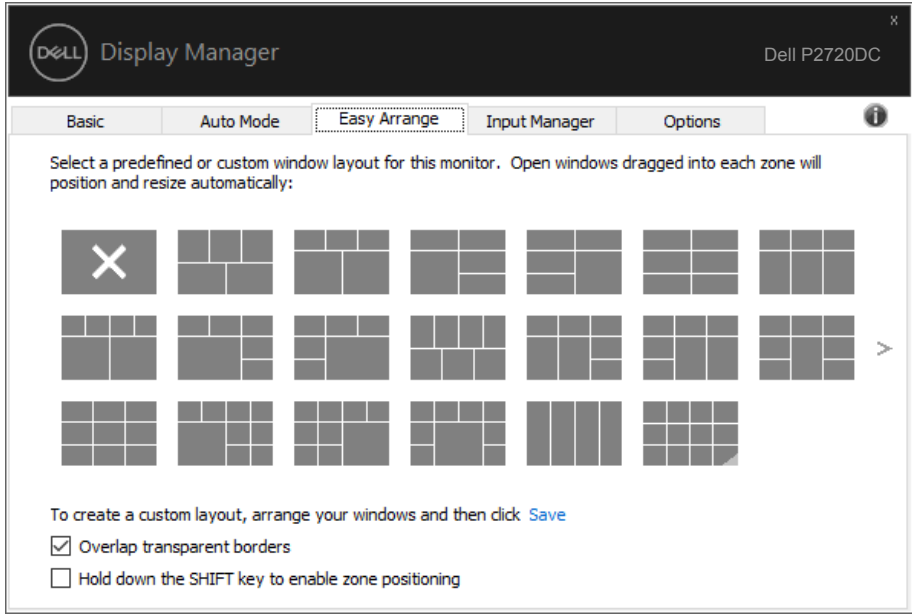 x
DELL Display Manager
Dell P2720DC
Basic Auto Mode Easy Arrange Input Manager Options i
Select a predefined or custom window layout for this monitor. Open windows dragged into each zone will
position and resize automatically:
>
To create a custom layout, arrange your windows and then click Save
Overlap transparent borders
Hold down the SHIFT key to enable zone positioning